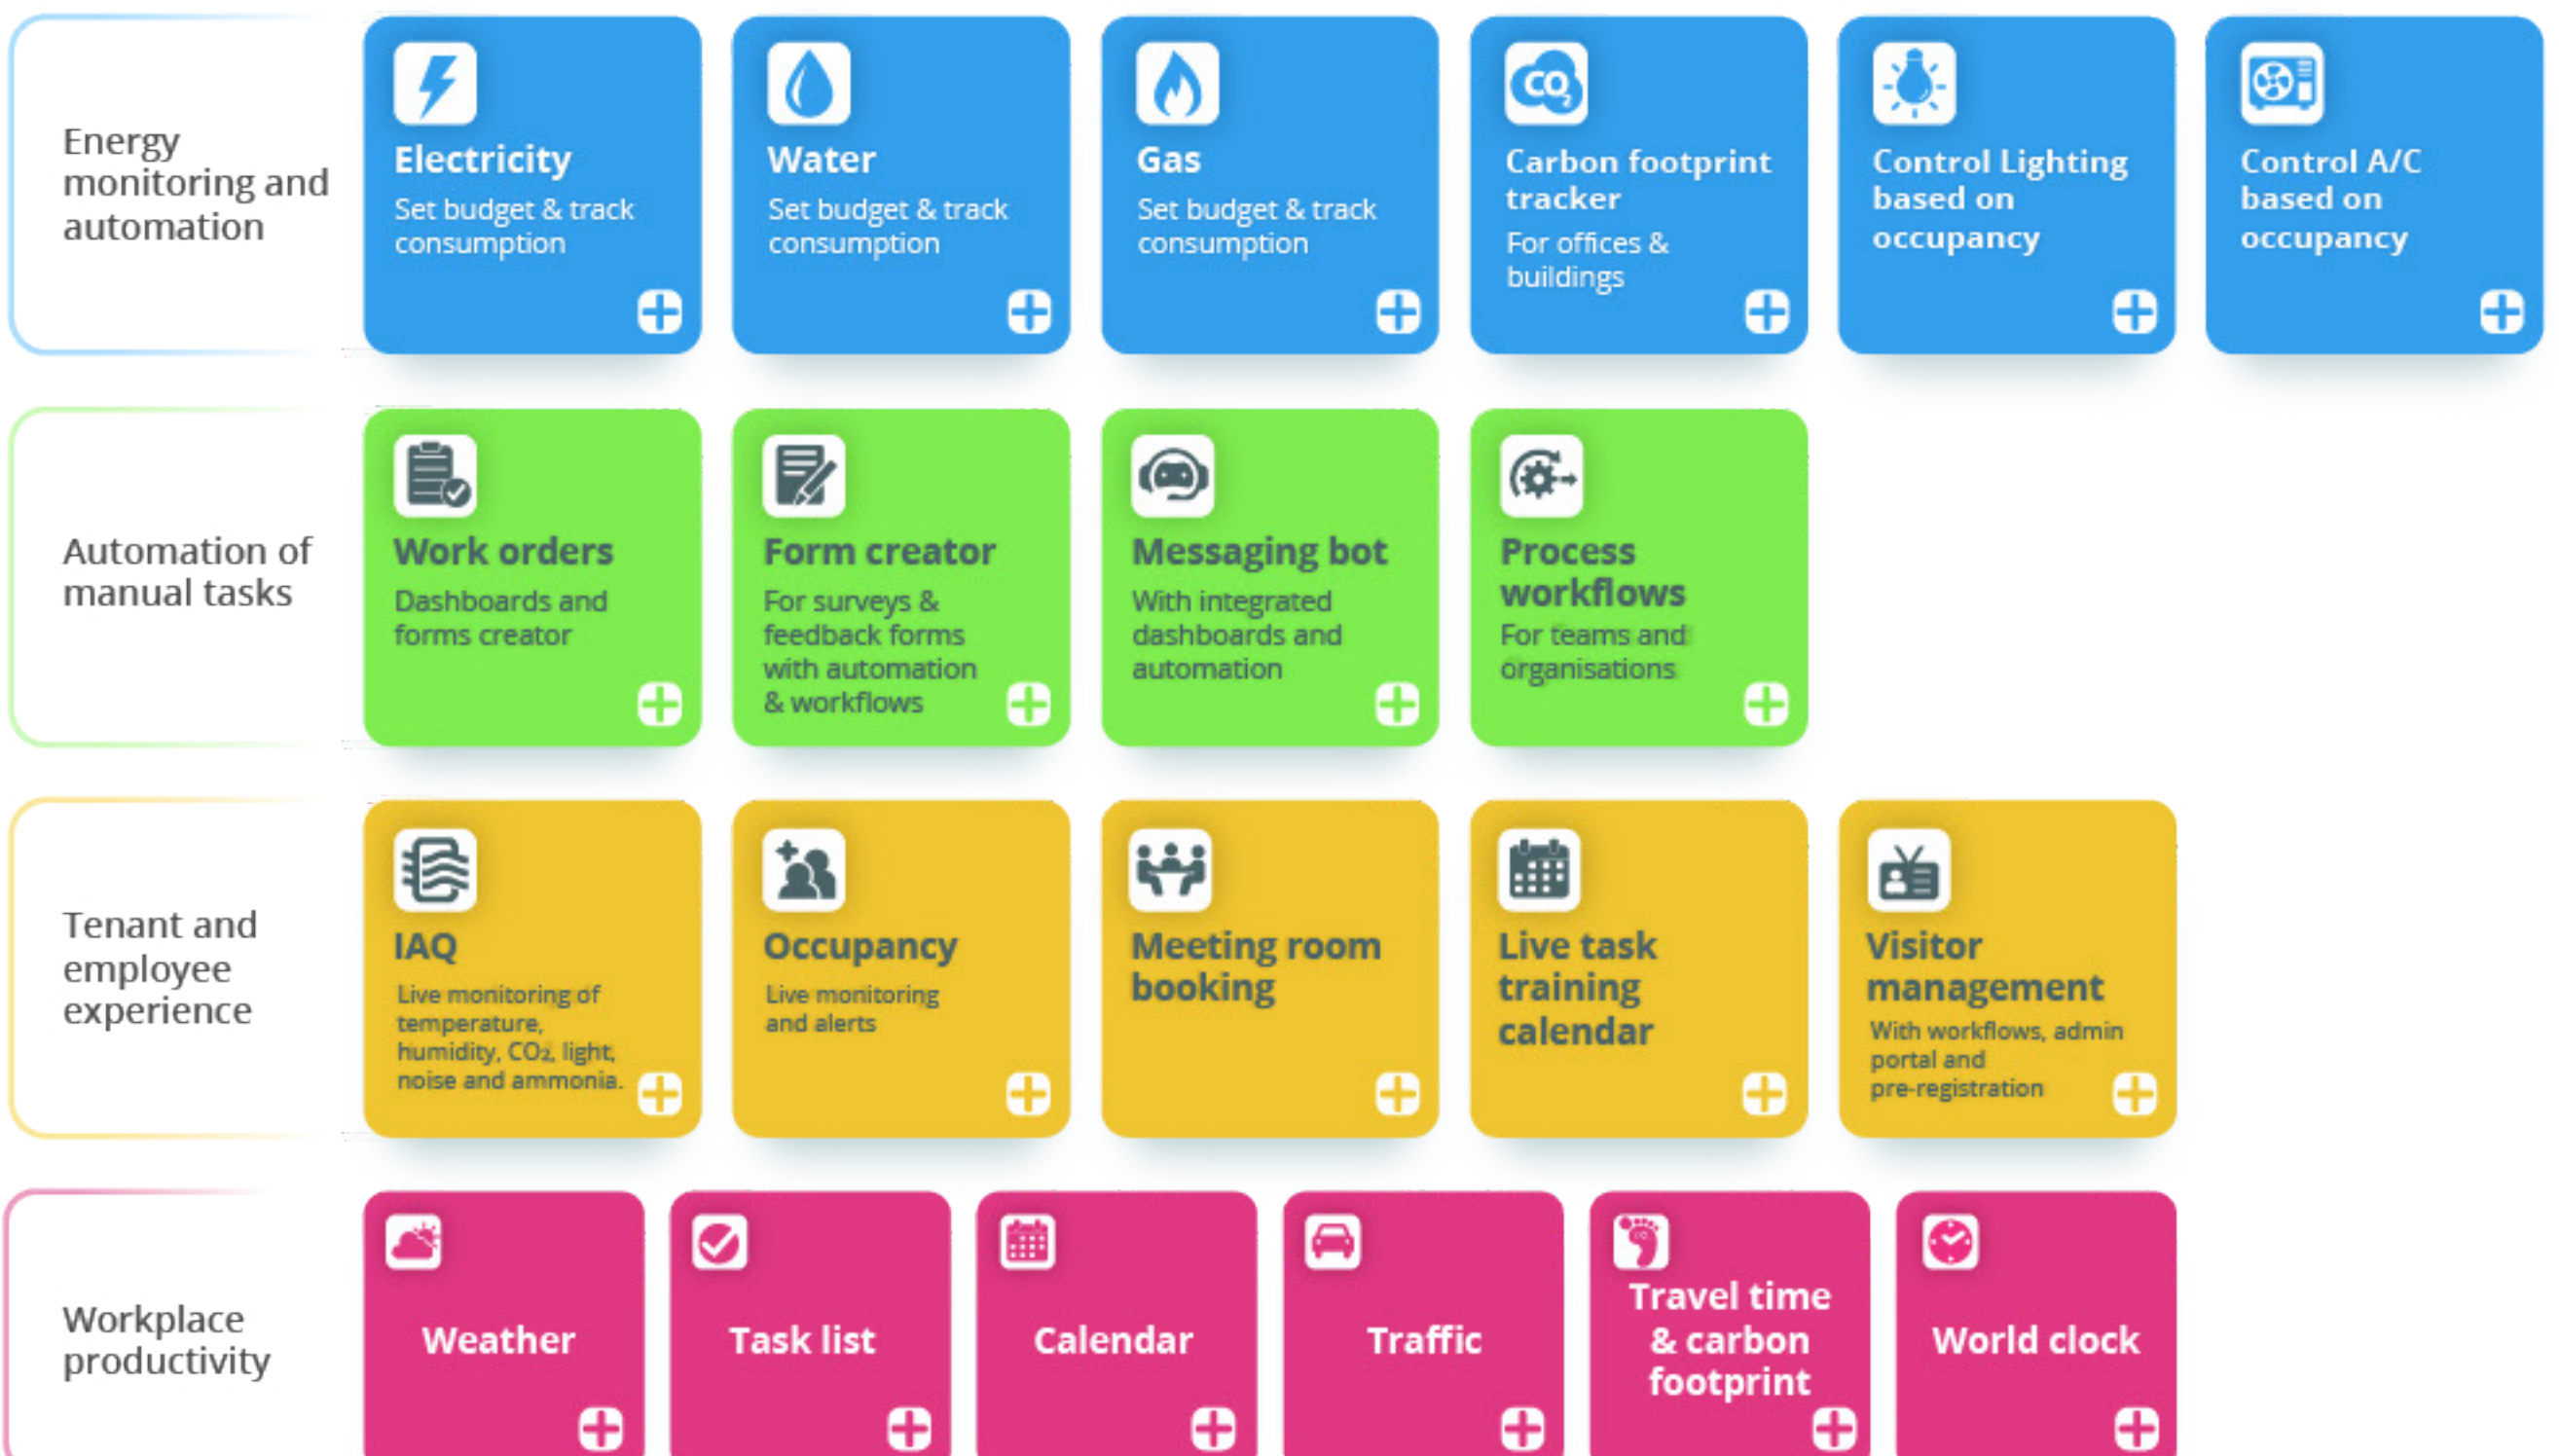 Energy
monitoring and
automation
Electricity
Set budget & track
consumption
Water
Set budget & track
consumption
Gas
Set budget & track
consumption
CO₂
Carbon footprint
tracker
For offices &
buildings
Control Lighting
based on
occupancy
Control A/C
based on
occupancy
Automation of
manual tasks
Work orders
Dashboards and
forms creator
Form creator
For surveys &
feedback forms
with automation
& workflows
Messaging bot
With integrated
dashboards and
automation
Process
workflows
For teams and
organisations
Tenant and
employee
experience
IAQ
Live monitoring of
temperature,
humidity, CO₂, light,
noise and ammonia.
Occupancy
Live monitoring
and alerts
Meeting room
booking
Live task
training
calendar
Visitor
management
With workflows, admin
portal and
pre-registration
Workplace
productivity
Weather
Task list
Calendar
Traffic
Travel time
& carbon
footprint
World clock